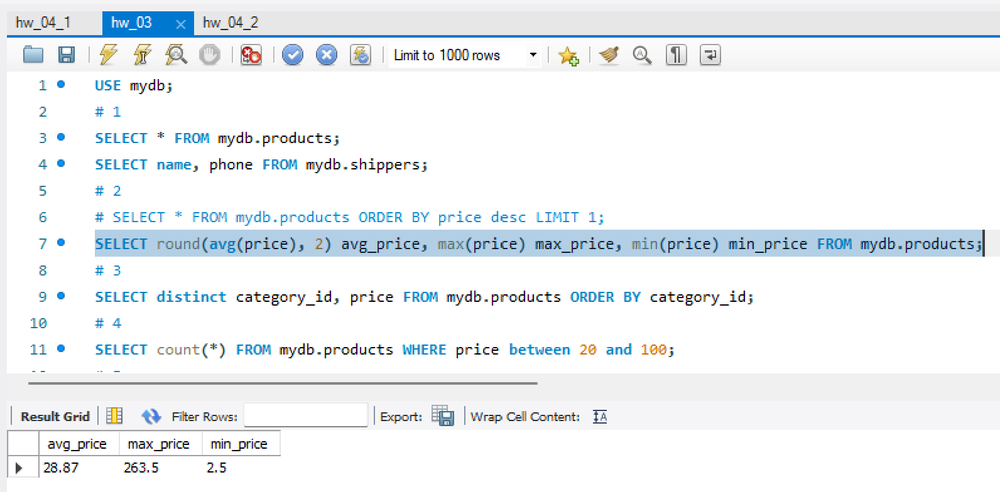 hw_04_1 hw_03 hw_04_2
Limit to 1000 rows
1 USE mydb;
2 # 1
3 SELECT * FROM mydb.products;
4 SELECT name, phone FROM mydb.shippers;
5 # 2
6 # SELECT * FROM mydb.products ORDER BY price desc LIMIT 1;
7 SELECT round(avg(price), 2) avg_price, max(price) max_price, min(price) min_price FROM mydb.products;
8 # 3
9 SELECT distinct category_id, price FROM mydb.products ORDER BY category_id;
10 # 4
11 SELECT count(*) FROM mydb.products WHERE price between 20 and 100;
Result Grid Filter Rows: Export: Wrap Cell Content: IA
avg_price max_price min_price
28.87 263.5 2.5